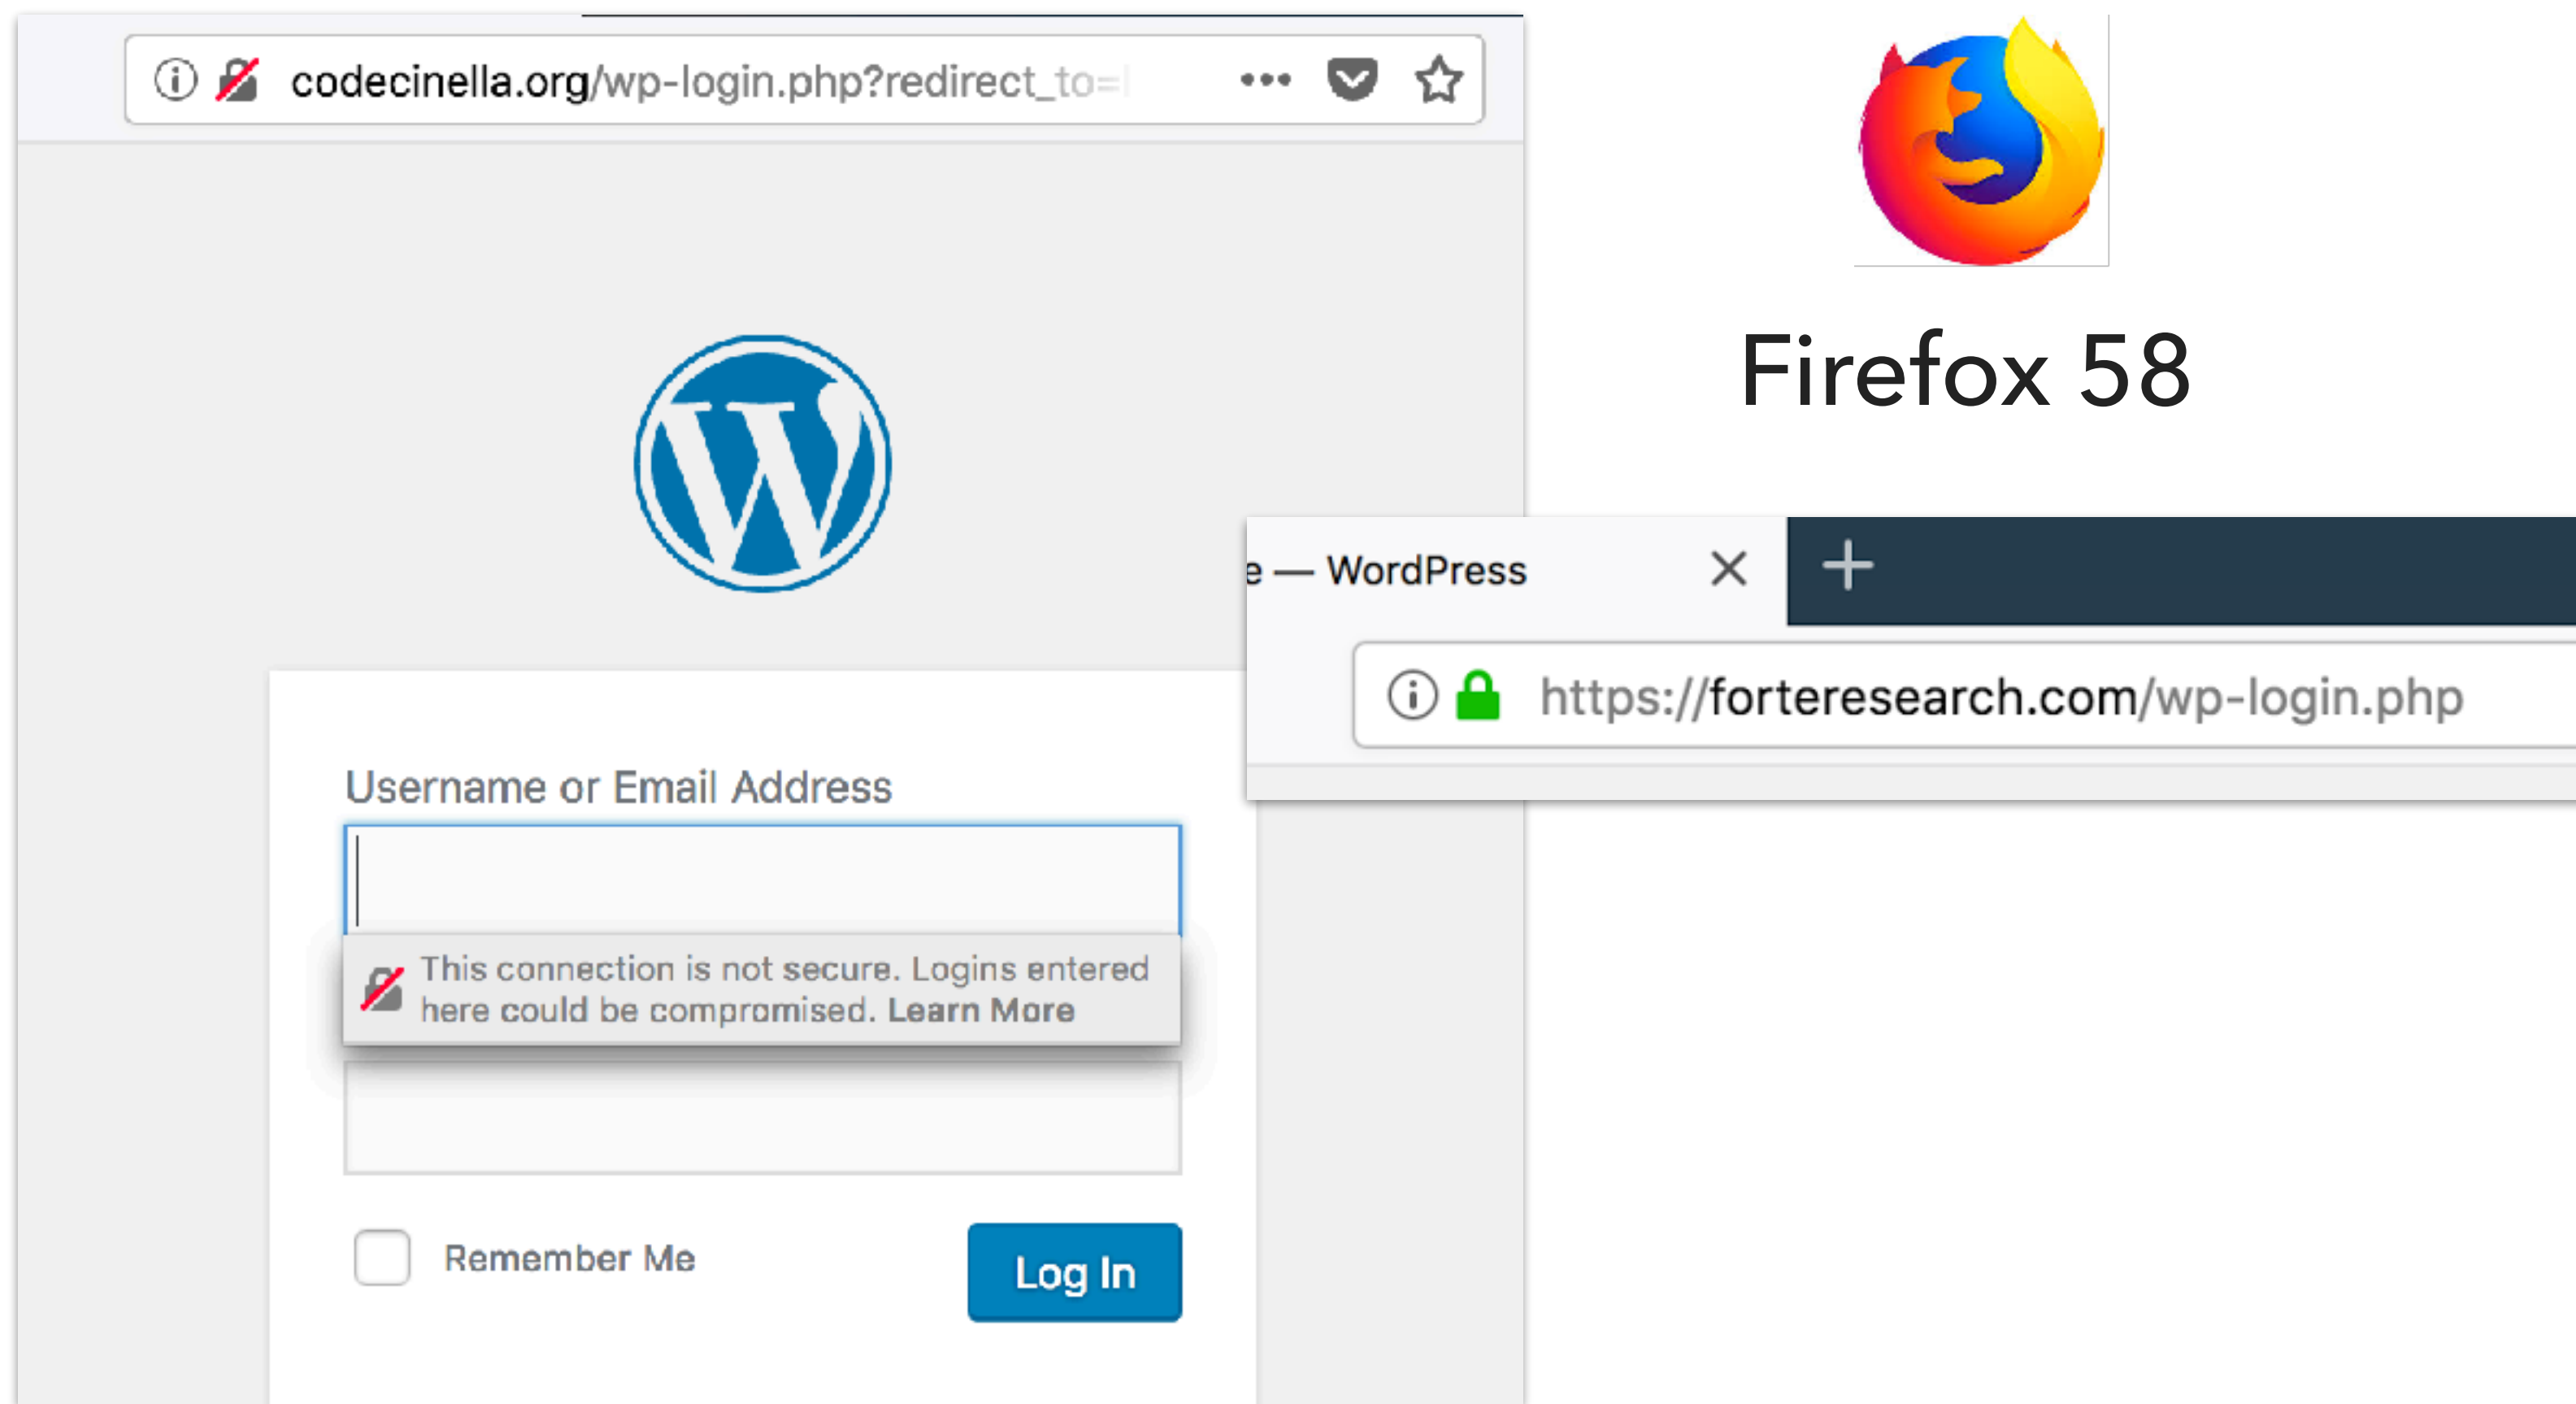 codecinella.org/wp-login.php?redirect_to=
Firefox 58
e — WordPress
https://forteresearch.com/wp-login.php
Username or Email Address
This connection is not secure. Logins entered
here could be compromised. Learn More
Remember Me
Log In